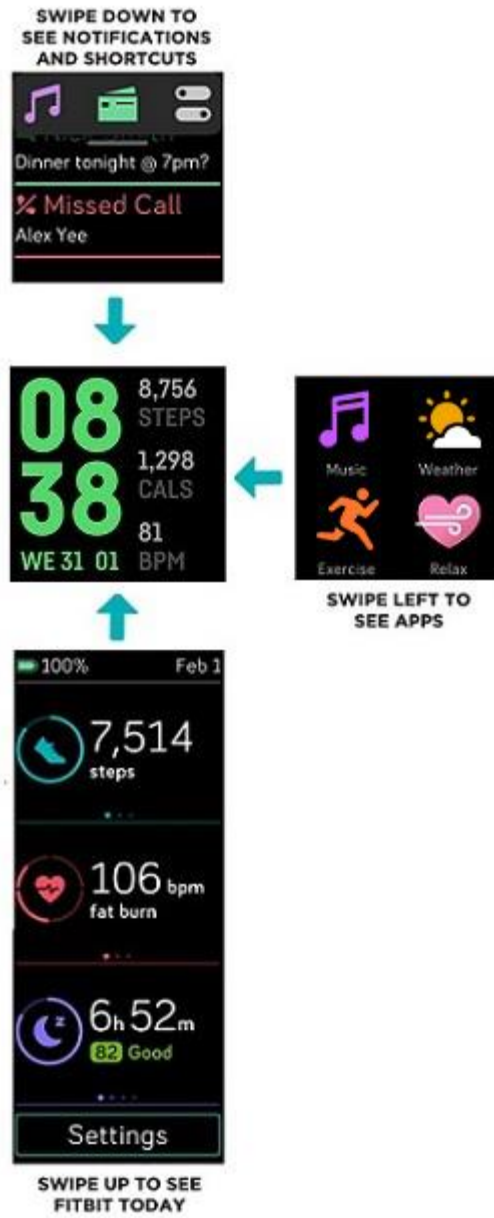 SWIPE DOWN TO
SEE NOTIFICATIONS
AND SHORTCUTS
Dinner tonight @ 7pm?
Missed Call
Alex Yee
08
38
WE 31 01
8,756
STEPS
1,298
CALS
81
BPM
Music
Weather
Exercise
Relax
SWIPE LEFT TO
SEE APPS
100%
Feb 1
7,514
steps
106 bpm
fat burn
6h 52m
82 Good
Settings
SWIPE UP TO SEE
FITBIT TODAY